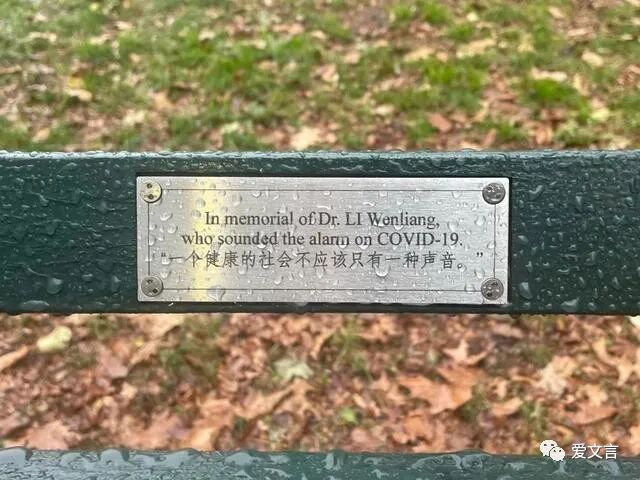 In memorial of Dr. LI Wenliang,
who sounded the alarm on COVID-19.
“一个健康的社会不应该只有一种声音。”
爱文言